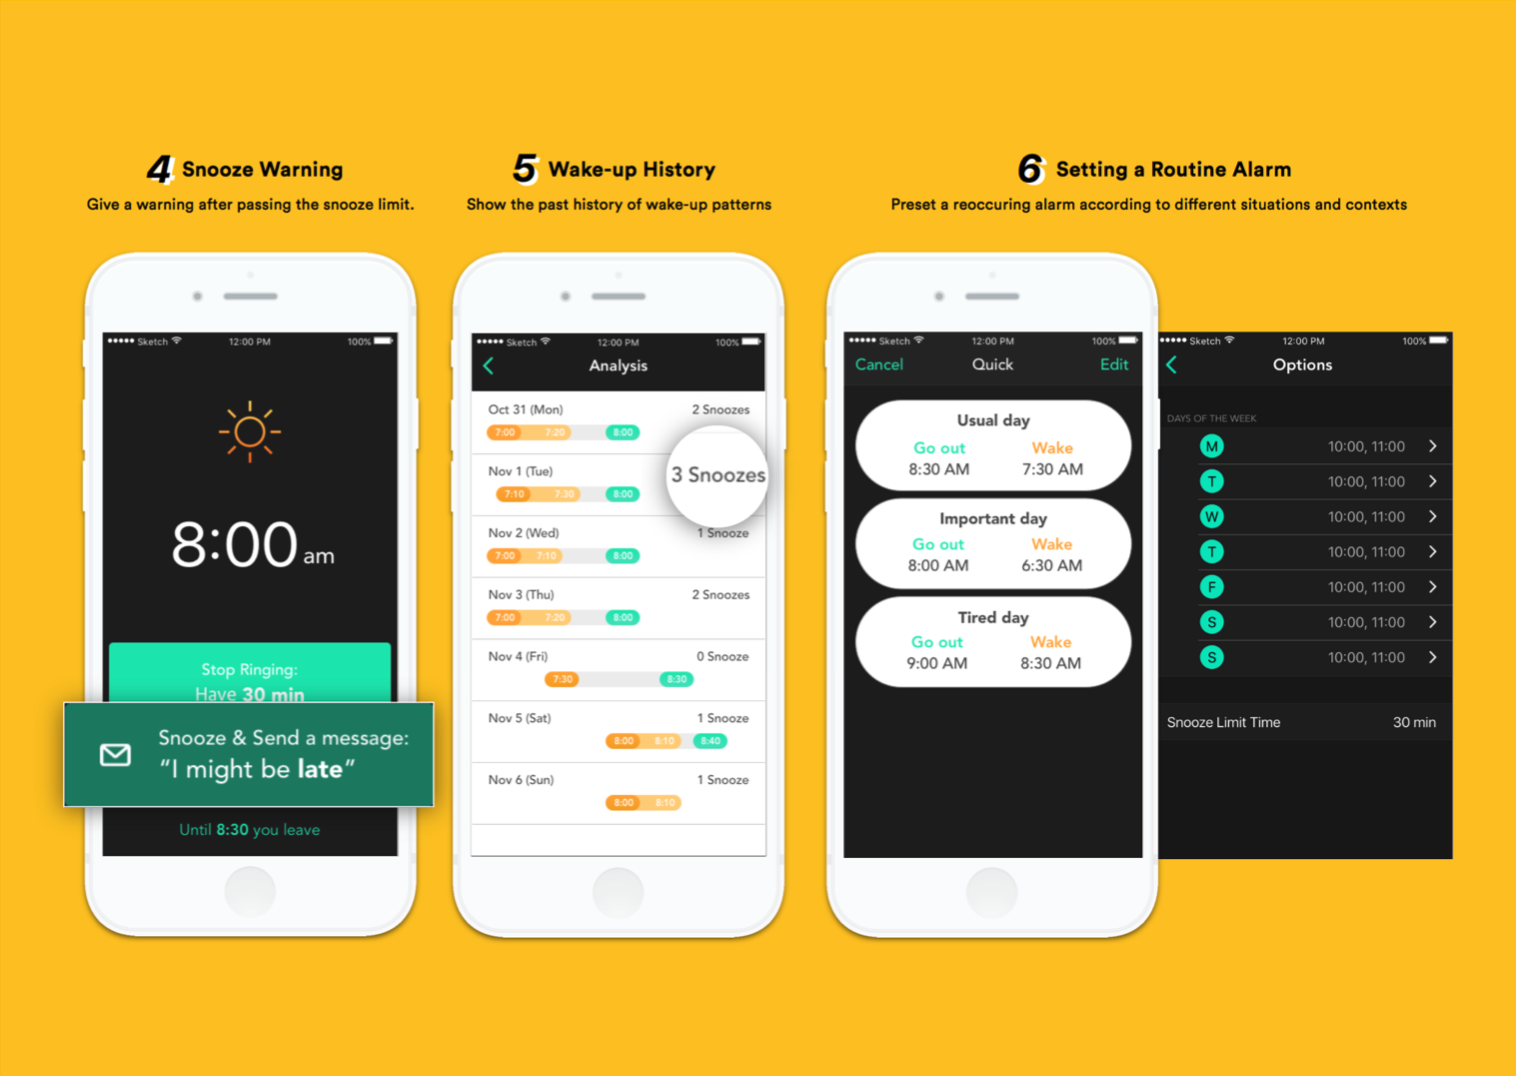 4 Snooze Warning
Give a warning after passing the snooze limit.
Sketch 12:00 PM 100%
8:00 am
Stop Ringing:
Have 30 min
Snooze & Send a message:
“I might be late”
Until 8:30 you leave
5 Wake-up History
Show the past history of wake-up patterns
Sketch 12:00 PM 100%
Analysis
Oct 31 (Mon) 2 Snoozes
7:00 7:20 8:00
Nov 1 (Tue) 3 Snoozes
7:10 7:30 8:00
Nov 2 (Wed) 1 Snooze
7:00 7:10 8:00
Nov 3 (Thu) 2 Snoozes
7:00 7:20 8:00
Nov 4 (Fri) 0 Snooze
7:30 8:30
Nov 5 (Sat) 1 Snooze
8:00 8:10 8:40
Nov 6 (Sun) 1 Snooze
8:00 8:10
6 Setting a Routine Alarm
Preset a reoccuring alarm according to different situations and contexts
Sketch 12:00 PM 100%
Cancel Quick Edit
Usual day
Go out Wake
8:30 AM 7:30 AM
Important day
Go out Wake
8:00 AM 6:30 AM
Tired day
Go out Wake
9:00 AM 8:30 AM
Sketch 12:00 PM 100%
Options
DAYS OF THE WEEK
M 10:00, 11:00
T 10:00, 11:00
W 10:00, 11:00
T 10:00, 11:00
F 10:00, 11:00
S 10:00, 11:00
S 10:00, 11:00
Snooze Limit Time 30 min